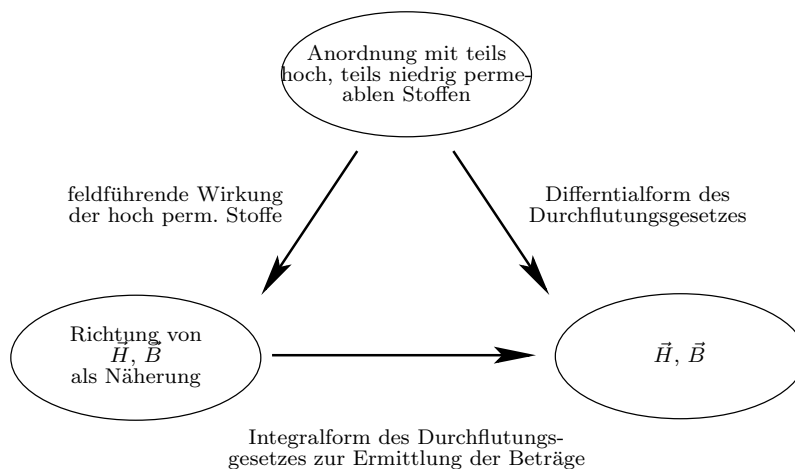 Anordnung mit teils
hoch, teils niedrig perme-
ablen Stoffen
feldführende Wirkung
der hoch perm. Stoffe
Differntialform des
Durchflutungsgesetzes
Richtung von
H⃗, B⃗
als Näherung
H⃗, B⃗
Integralform des Durchflutungs-
gesetzes zur Ermittlung der Beträge